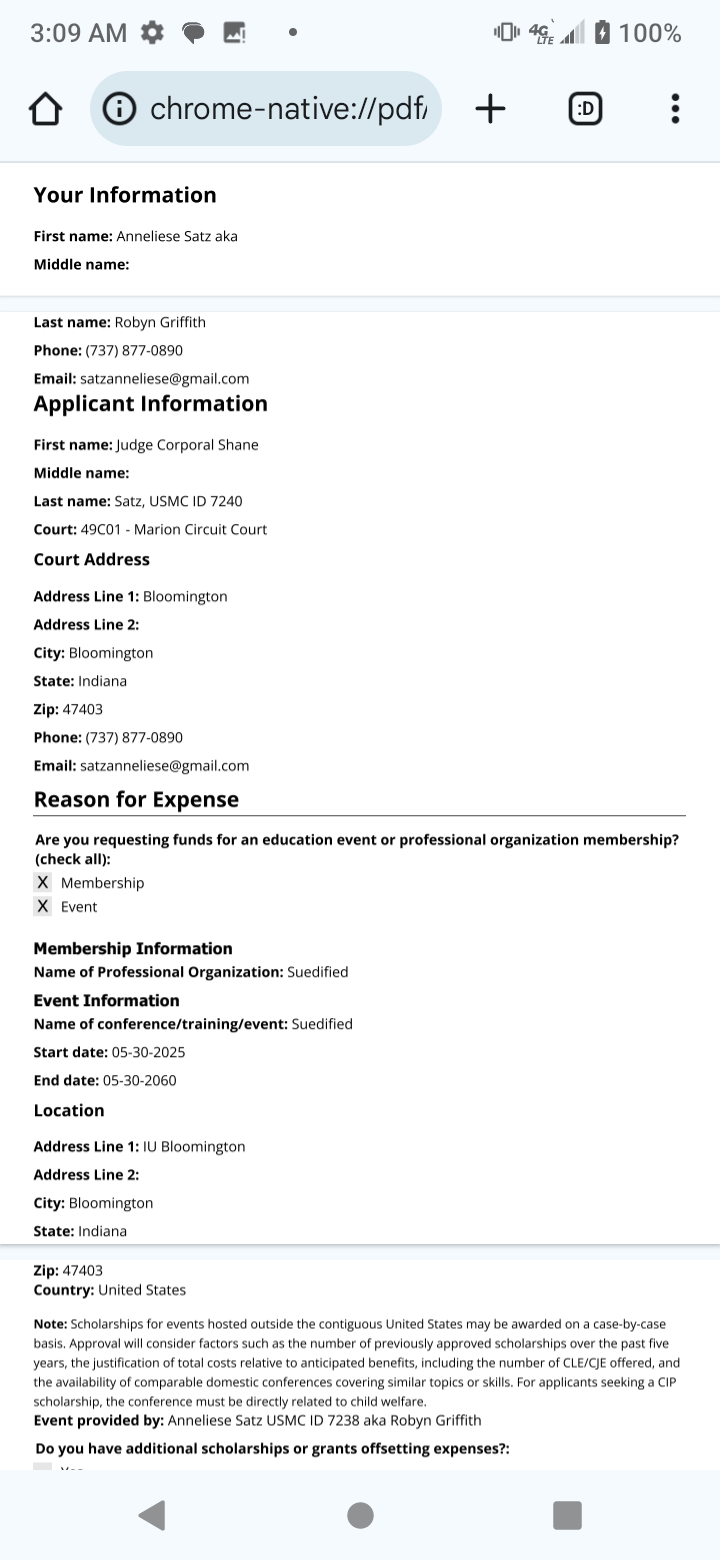 3:09 AM
4G LTE
100%
chrome-native://pdf/
:D
Your Information
First name: Anneliese Satz aka
Middle name:
Last name: Robyn Griffith
Phone: (737) 877-0890
Email: satzanneliese@gmail.com
Applicant Information
First name: Judge Corporal Shane
Middle name:
Last name: Satz, USMC ID 7240
Court: 49C01 - Marion Circuit Court
Court Address
Address Line 1: Bloomington
Address Line 2:
City: Bloomington
State: Indiana
Zip: 47403
Phone: (737) 877-0890
Email: satzanneliese@gmail.com
Reason for Expense
Are you requesting funds for an education event or professional organization membership?
(check all):
X Membership
X Event
Membership Information
Name of Professional Organization: Suedified
Event Information
Name of conference/training/event: Suedified
Start date: 05-30-2025
End date: 05-30-2060
Location
Address Line 1: IU Bloomington
Address Line 2:
City: Bloomington
State: Indiana
Zip: 47403
Country: United States
Note: Scholarships for events hosted outside the contiguous United States may be awarded on a case-by-case
basis. Approval will consider factors such as the number of previously approved scholarships over the past five
years, the justification of total costs relative to anticipated benefits, including the number of CLE/CJE offered, and
the availability of comparable domestic conferences covering similar topics or skills. For applicants seeking a CIP
scholarship, the conference must be directly related to child welfare.
Event provided by: Anneliese Satz USMC ID 7238 aka Robyn Griffith
Do you have additional scholarships or grants offsetting expenses?: